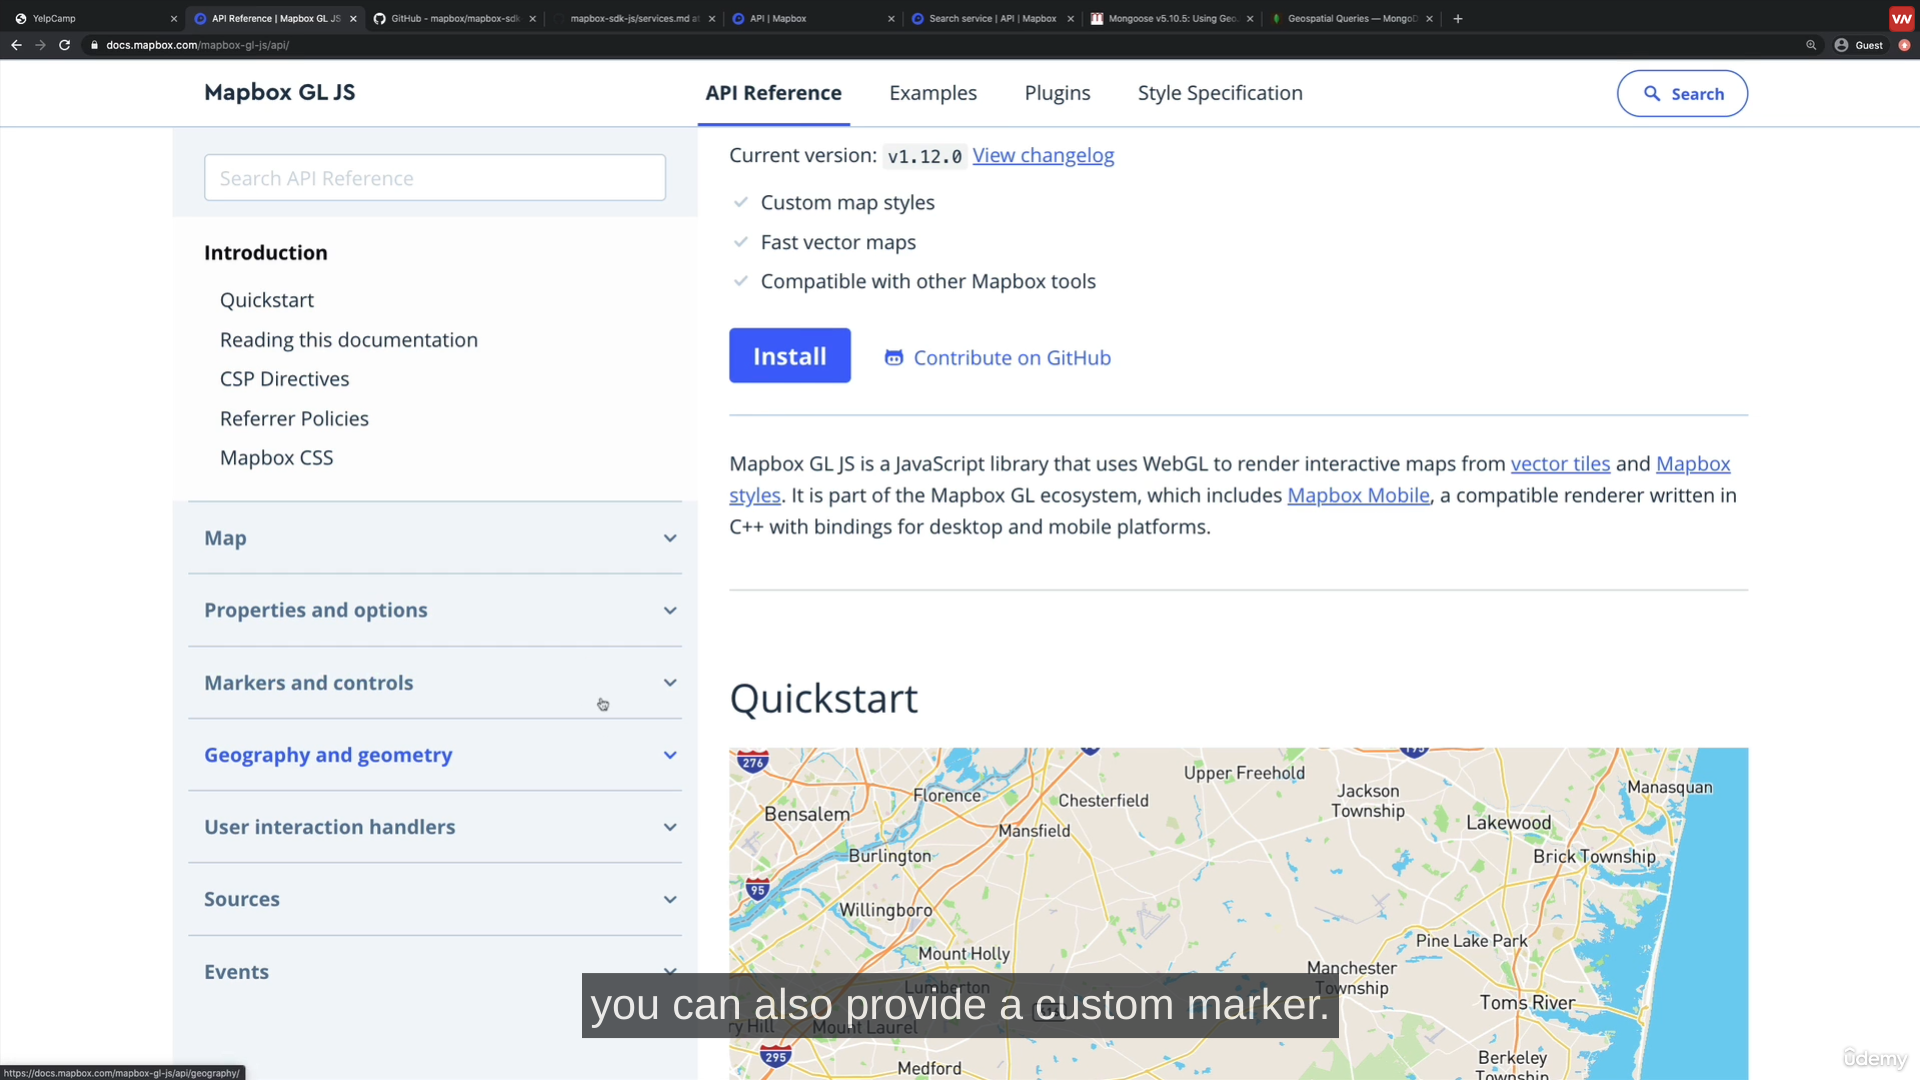 YelpCamp
API Reference | Mapbox GL JS
GitHub - mapbox/mapbox-sdk
mapbox-sdk-js/services.md at
API | Mapbox
Search service | API | Mapbox
Mongoose v5.10.5: Using Geo
Geospatial Queries — MongoD
docs.mapbox.com/mapbox-gl-js/api/
Guest
Mapbox GL JS
API Reference
Examples
Plugins
Style Specification
Search
Search API Reference
Introduction
Quickstart
Reading this documentation
CSP Directives
Referrer Policies
Mapbox CSS
Map
Properties and options
Markers and controls
Geography and geometry
User interaction handlers
Sources
Events
Current version: v1.12.0 View changelog
Custom map styles
Fast vector maps
Compatible with other Mapbox tools
Install
Contribute on GitHub
Mapbox GL JS is a JavaScript library that uses WebGL to render interactive maps from vector tiles and Mapbox
styles. It is part of the Mapbox GL ecosystem, which includes Mapbox Mobile, a compatible renderer written in
C++ with bindings for desktop and mobile platforms.
Quickstart
276
195
Upper Freehold
Florence
Chesterfield
Jackson
Township
Manasquan
Bensalem
Mansfield
Lakewood
Burlington
Brick Township
95
Willingboro
Pine Lake Park
Mount Holly
Manchester
Township
Lumberton
Toms River
ry Hill
Mount Laurel
295
Medford
Berkeley
Township
you can also provide a custom marker.
https://docs.mapbox.com/mapbox-gl-js/api/geography/
ûdemy